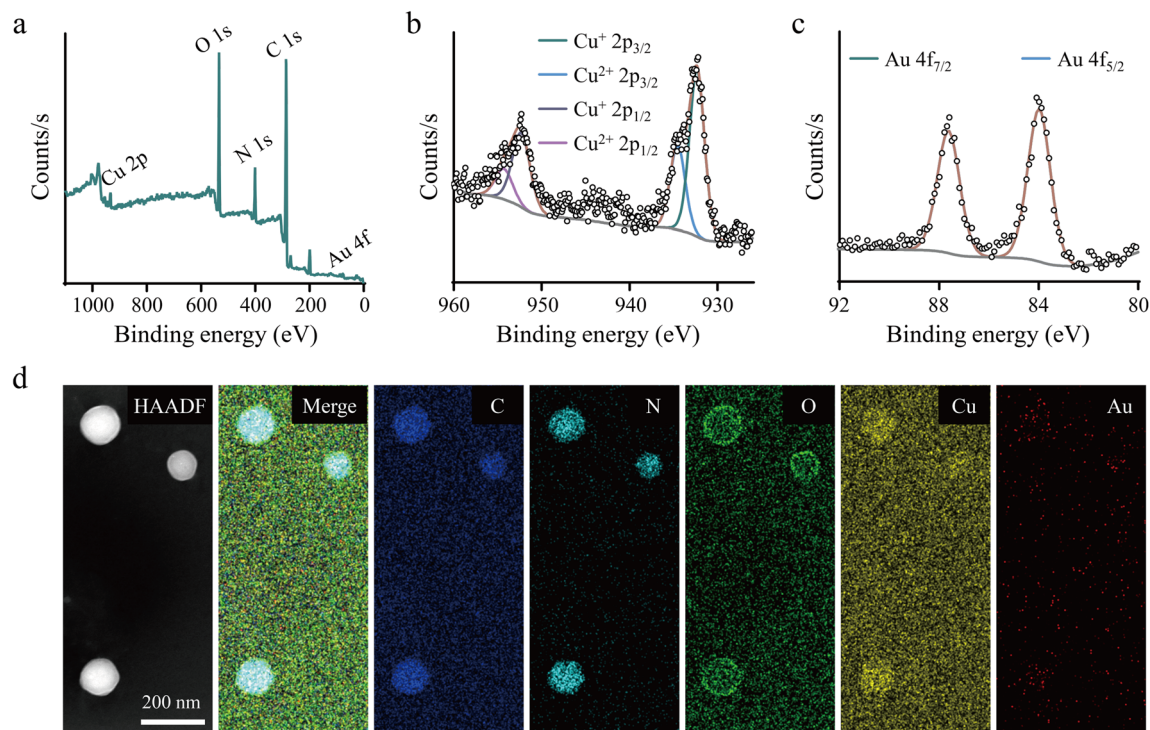 a
O 1s
C 1s
N 1s
Cu 2p
Au 4f
Counts/s
1000 800 600 400 200 0
Binding energy (eV)
b
Cu⁺ 2p₃/₂
Cu²⁺ 2p₃/₂
Cu⁺ 2p₁/₂
Cu²⁺ 2p₁/₂
Counts/s
960 950 940 930
Binding energy (eV)
c
Au 4f₇/₂ Au 4f₅/₂
Counts/s
92 88 84 80
Binding energy (eV)
d
HAADF Merge C N O Cu Au
200 nm